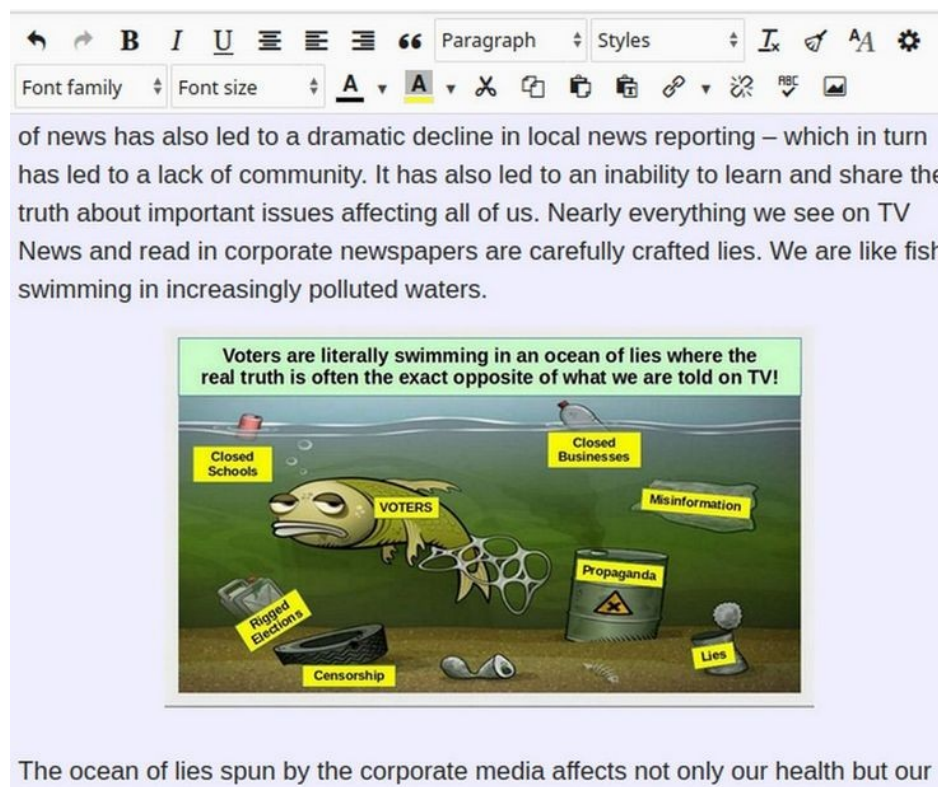 B I U Paragraph Styles
Font family Font size A A ABC
of news has also led to a dramatic decline in local news reporting – which in turn
has led to a lack of community. It has also led to an inability to learn and share the
truth about important issues affecting all of us. Nearly everything we see on TV
News and read in corporate newspapers are carefully crafted lies. We are like fish
swimming in increasingly polluted waters.
Voters are literally swimming in an ocean of lies where the
real truth is often the exact opposite of what we are told on TV!
Closed
Schools
Closed
Businesses
VOTERS
Misinformation
Propaganda
Rigged
Elections
Lies
Censorship
The ocean of lies spun by the corporate media affects not only our health but our